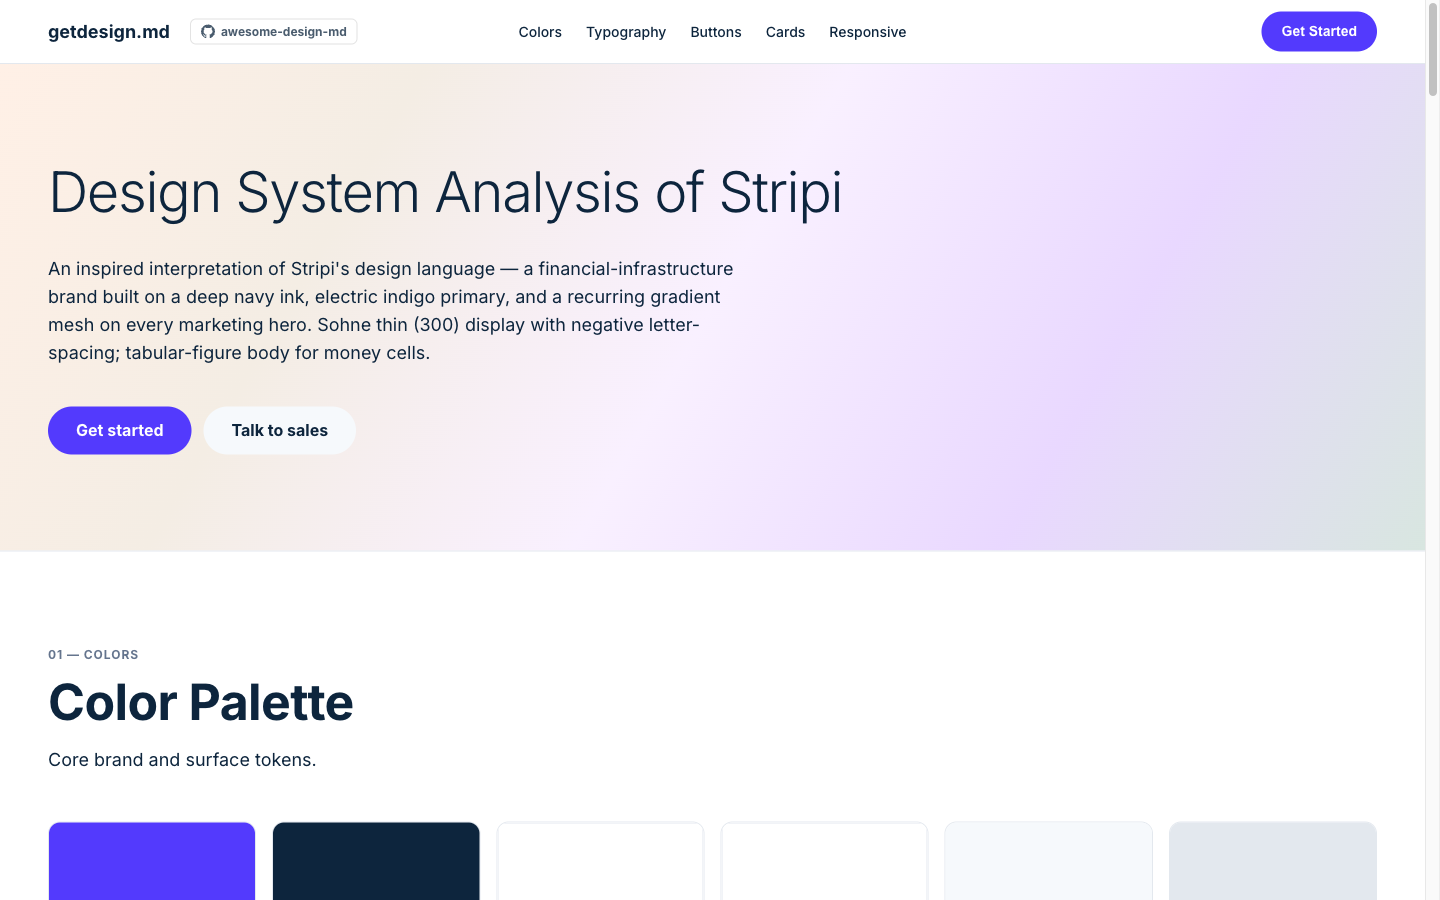 getdesign.md
awesome-design-md
Colors
Typography
Buttons
Cards
Responsive
Get Started
Design System Analysis of Stripi
An inspired interpretation of Stripi's design language — a financial-infrastructure
brand built on a deep navy ink, electric indigo primary, and a recurring gradient
mesh on every marketing hero. Sohne thin (300) display with negative letter-
spacing; tabular-figure body for money cells.
Get started
Talk to sales
01 — COLORS
Color Palette
Core brand and surface tokens.